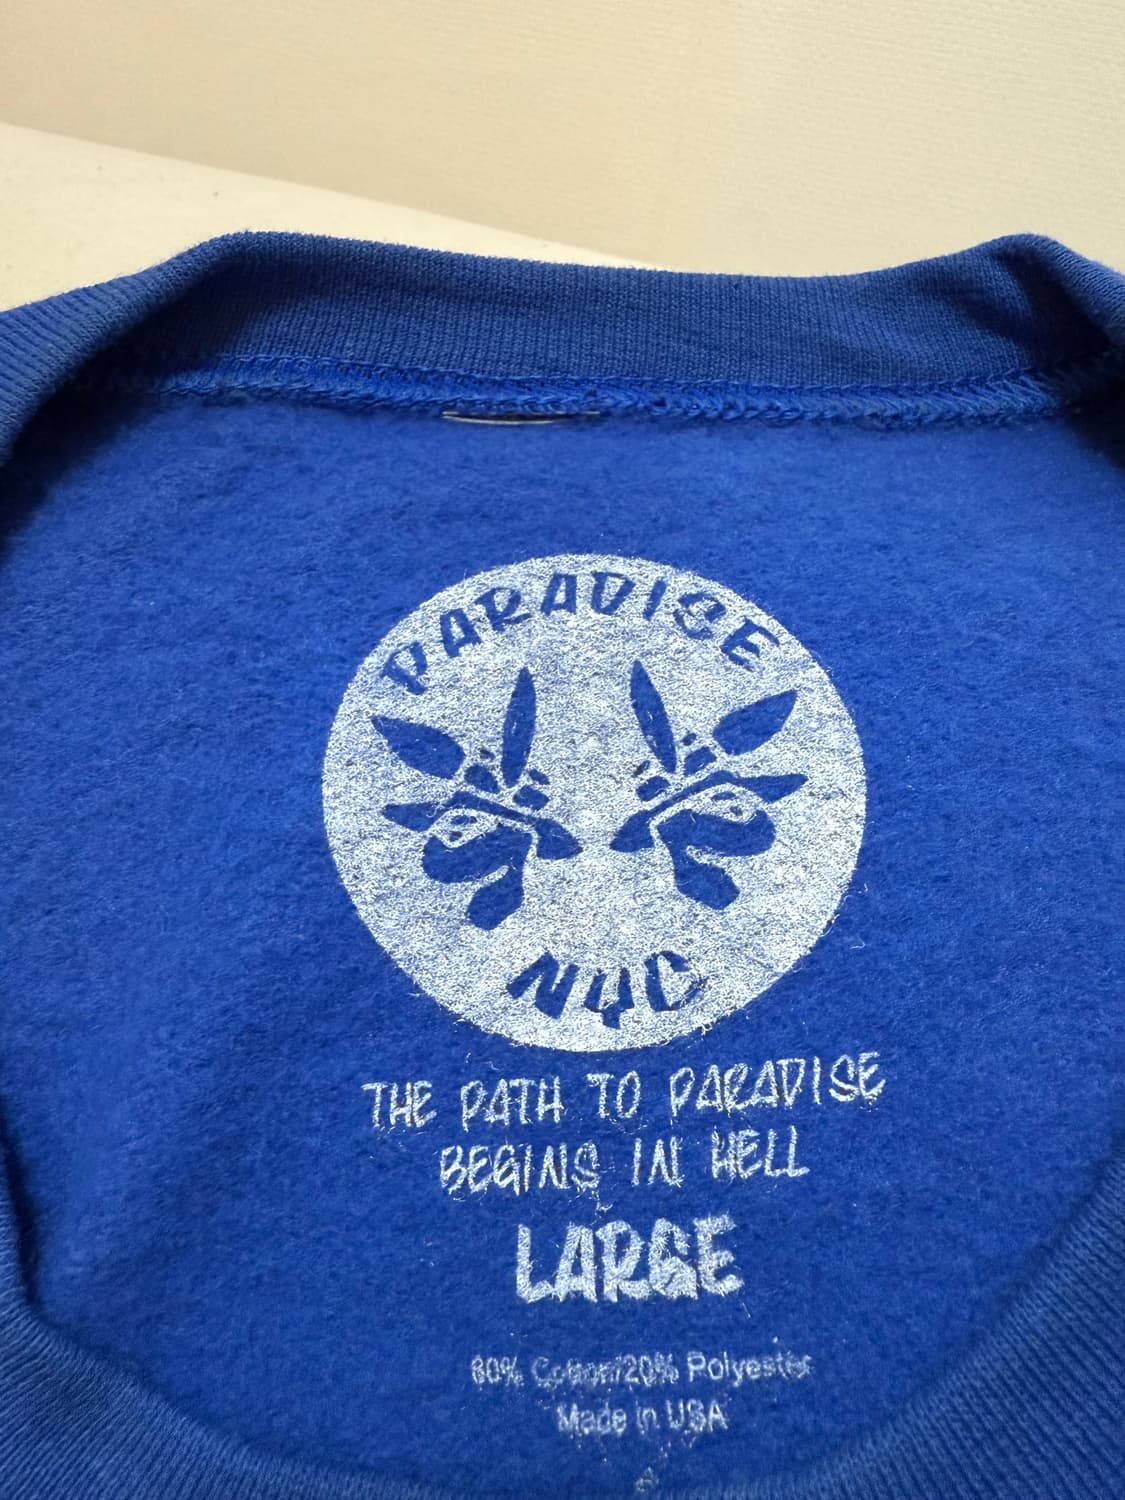 PARADISE
NYC
THE PATH TO PARADISE
BEGINS IN HELL
LARGE
80% Cotton/20% Polyester
Made in USA